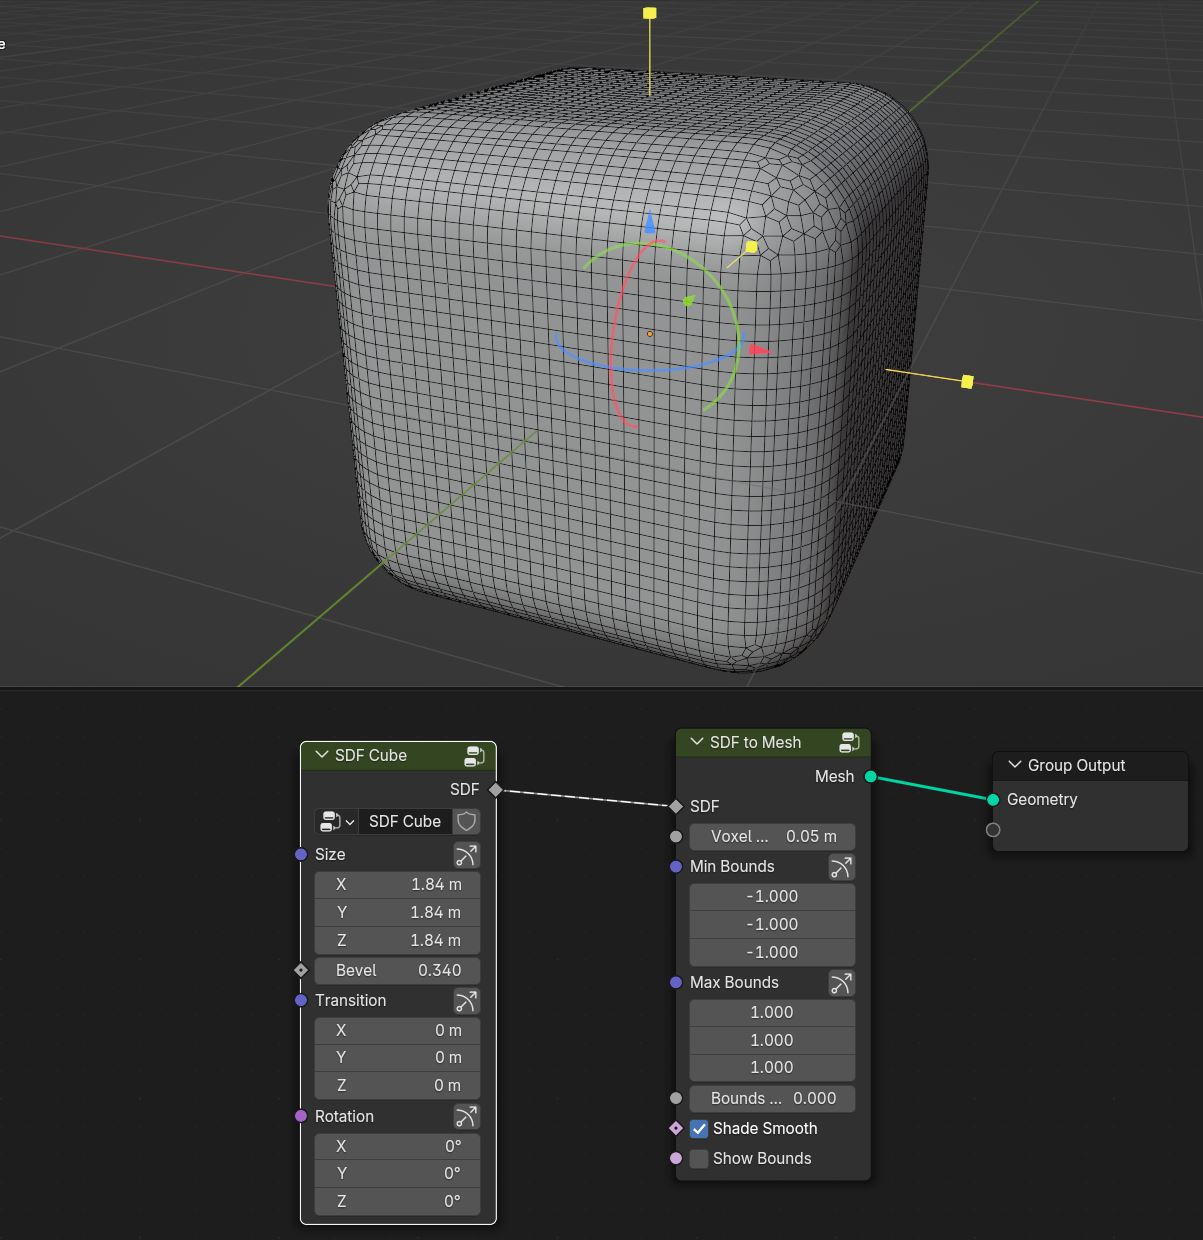 e
SDF Cube
SDF
SDF Cube
Size
X 1.84 m
Y 1.84 m
Z 1.84 m
Bevel 0.340
Transition
X 0 m
Y 0 m
Z 0 m
Rotation
X 0°
Y 0°
Z 0°
SDF to Mesh
Mesh
SDF
Voxel ... 0.05 m
Min Bounds
-1.000
-1.000
-1.000
Max Bounds
1.000
1.000
1.000
Bounds ... 0.000
Shade Smooth
Show Bounds
Group Output
Geometry